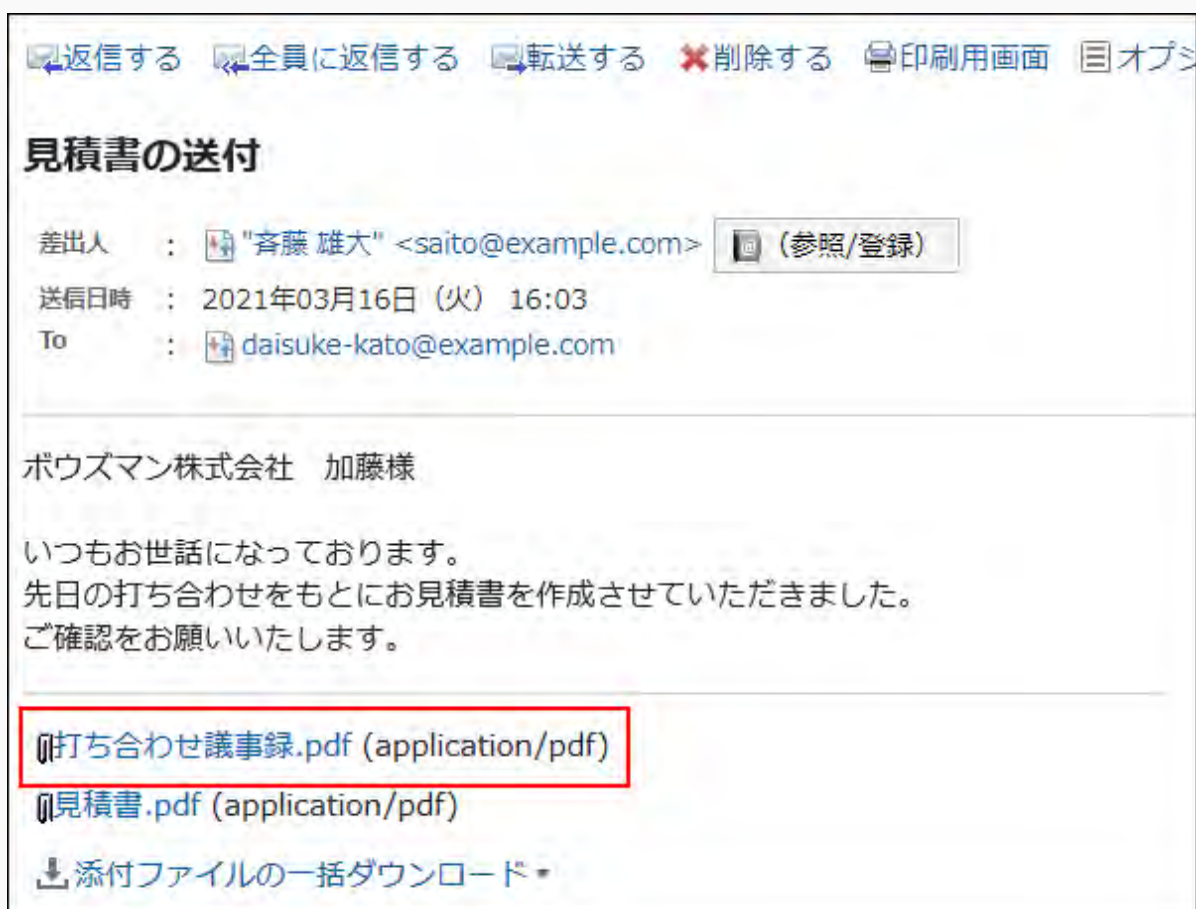 返信する 全員に返信する 転送する 削除する 印刷用画面 オプシ
見積書の送付
差出人 : "斉藤 雄大" <saito@example.com> (参照/登録)
送信日時 : 2021年03月16日(火) 16:03
To : daisuke-kato@example.com
ボウズマン株式会社 加藤様
いつもお世話になっております。
先日の打ち合わせをもとにお見積書を作成させていただきました。
ご確認をお願いいたします。
打ち合わせ議事録.pdf (application/pdf)
見積書.pdf (application/pdf)
添付ファイルの一括ダウンロード